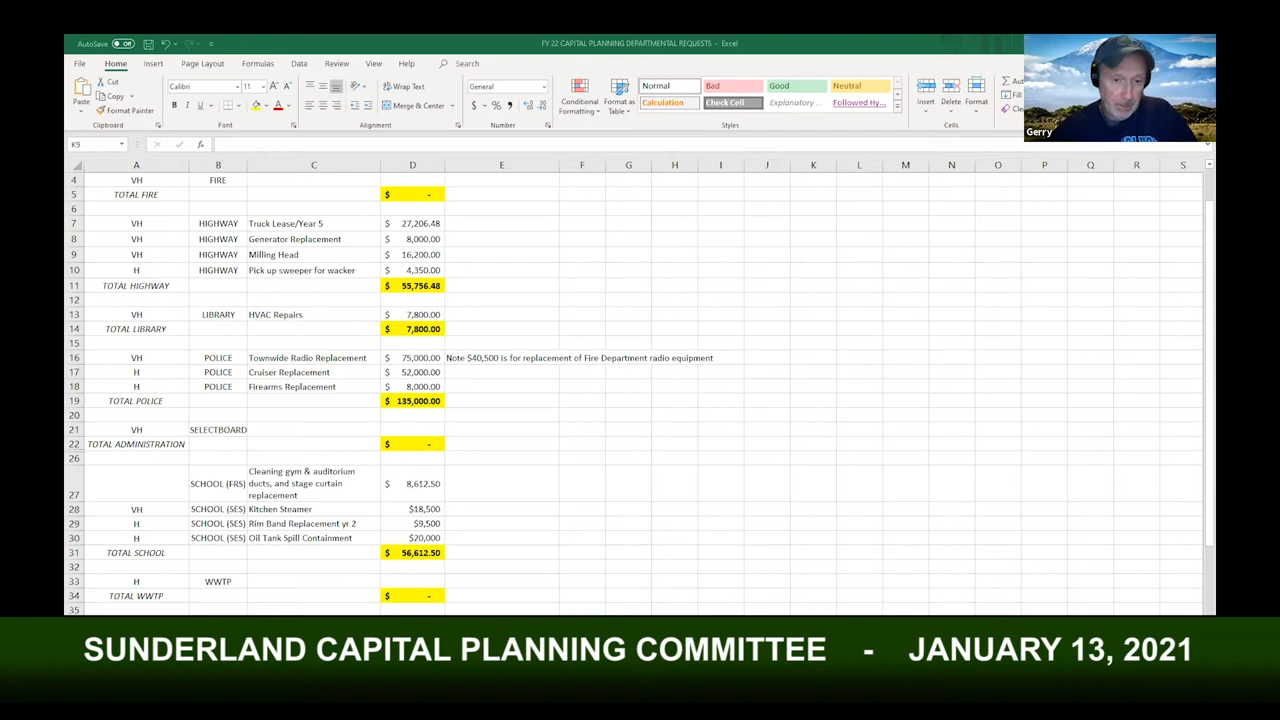 AutoSave Off
FY 22 CAPITAL PLANNING DEPARTMENTAL REQUESTS - Excel
File Home Insert Page Layout Formulas Data Review View Help Search
Paste Cut Copy Format Painter Clipboard
Calibri 11 B I U Font
Wrap Text Merge & Center Alignment
General $ % Number
Conditional Formatting Format as Table
Normal Bad Good Neutral
Calculation Check Cell Explanatory ... Followed Hy...
Styles
Insert Delete Format Cells
Fill
Gerry
K9 fx
A B C D E F G H I J K L M N O P Q R S
4 VH FIRE
5 TOTAL FIRE $ -
6
7 VH HIGHWAY Truck Lease/Year 5 $ 27,206.48
8 VH HIGHWAY Generator Replacement $ 8,000.00
9 VH HIGHWAY Milling Head $ 16,200.00
10 H HIGHWAY Pick up sweeper for wacker $ 4,350.00
11 TOTAL HIGHWAY $ 55,756.48
12
13 VH LIBRARY HVAC Repairs $ 7,800.00
14 TOTAL LIBRARY $ 7,800.00
15
16 VH POLICE Townwide Radio Replacement $ 75,000.00 Note $40,500 is for replacement of Fire Department radio equipment
17 H POLICE Cruiser Replacement $ 52,000.00
18 H POLICE Firearms Replacement $ 8,000.00
19 TOTAL POLICE $ 135,000.00
20
21 VH SELECTBOARD
22 TOTAL ADMINISTRATION $ -
26
27 SCHOOL (FRS) Cleaning gym & auditorium ducts, and stage curtain replacement $ 8,612.50
28 VH SCHOOL (SES) Kitchen Steamer $18,500
29 H SCHOOL (SES) Rim Band Replacement yr 2 $9,500
30 H SCHOOL (SES) Oil Tank Spill Containment $20,000
31 TOTAL SCHOOL $ 56,612.50
32
33 H WWTP
34 TOTAL WWTP $ -
35
SUNDERLAND CAPITAL PLANNING COMMITTEE - JANUARY 13, 2021